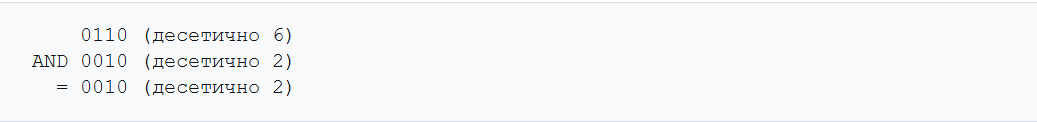 0110 (десетично 6)
AND 0010 (десетично 2)
= 0010 (десетично 2)